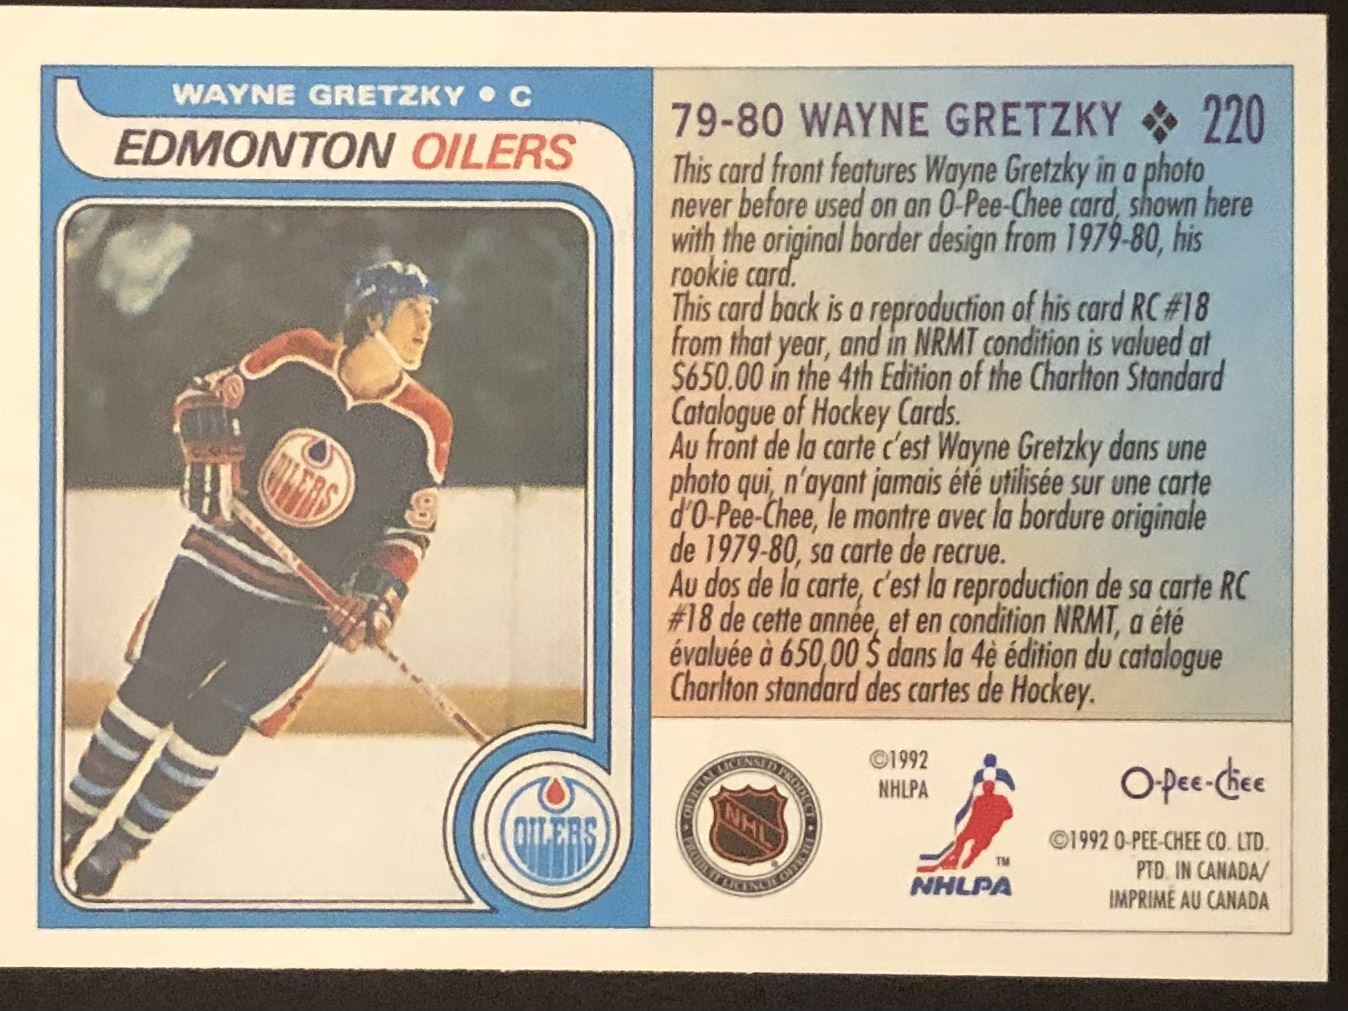 WAYNE GRETZKY • C
EDMONTON OILERS
OILERS
9
OILERS
79-80 WAYNE GRETZKY ❖ 220
This card front features Wayne Gretzky in a photo
never before used on an O-Pee-Chee card, shown here
with the original border design from 1979-80, his
rookie card.
This card back is a reproduction of his card RC #18
from that year, and in NRMT condition is valued at
$650.00 in the 4th Edition of the Charlton Standard
Catalogue of Hockey Cards.
Au front de la carte c'est Wayne Gretzky dans une
photo qui, n'ayant jamais été utilisée sur une carte
d'O-Pee-Chee, le montre avec la bordure originale
de 1979-80, sa carte de recrue.
Au dos de la carte, c'est la reproduction de sa carte RC
#18 de cette année, et en condition NRMT, a été
évaluée à 650,00 $ dans la 4è édition du catalogue
Charlton standard des cartes de Hockey.
OFFICIAL LICENSED PRODUCT
NHL
PRODUIT LICENCIE OFFICIEL
©1992
NHLPA
TM
NHLPA
O-Pee-Chee
©1992 O-PEE-CHEE CO. LTD.
PTD. IN CANADA/
IMPRIMÉ AU CANADA